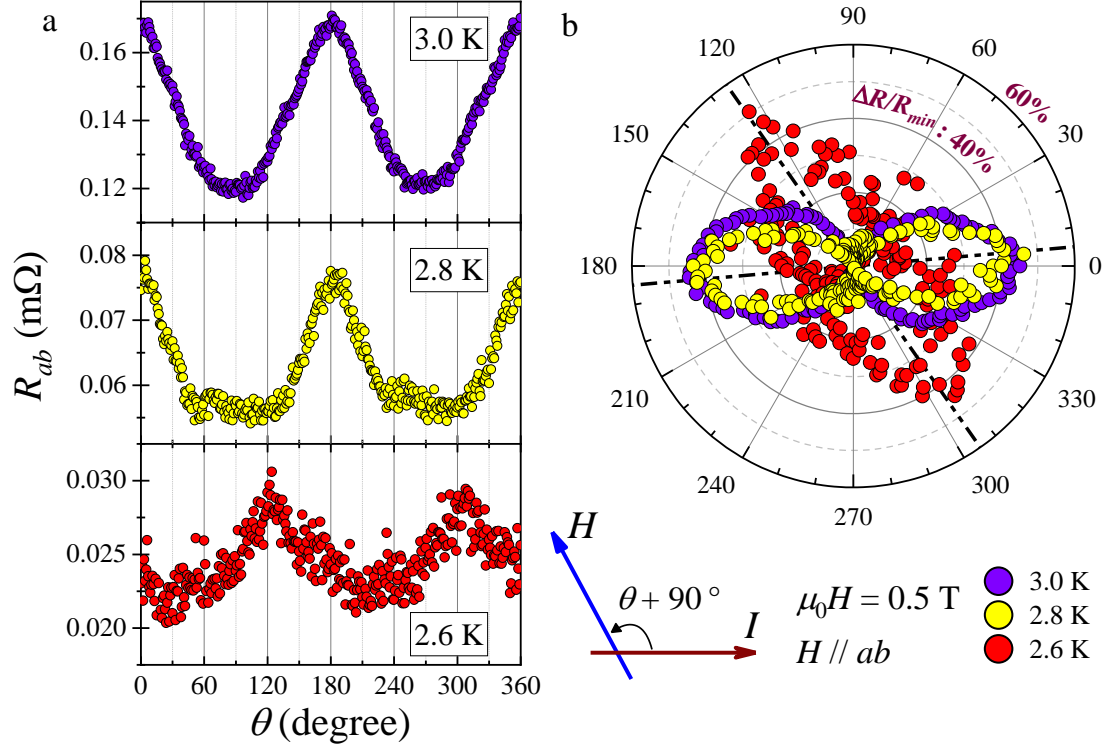 a
3.0 K
0.16
0.14
0.12
2.8 K
0.08
0.07
0.06
2.6 K
0.030
0.025
0.020
R_ab (mΩ)
0 60 120 180 240 300 360
θ (degree)
b
90
120 60
60%
ΔR/R_min: 40%
150 30
180 0
210 330
240 300
270
H
θ + 90 °
I
μ₀H = 0.5 T
H // ab
3.0 K
2.8 K
2.6 K